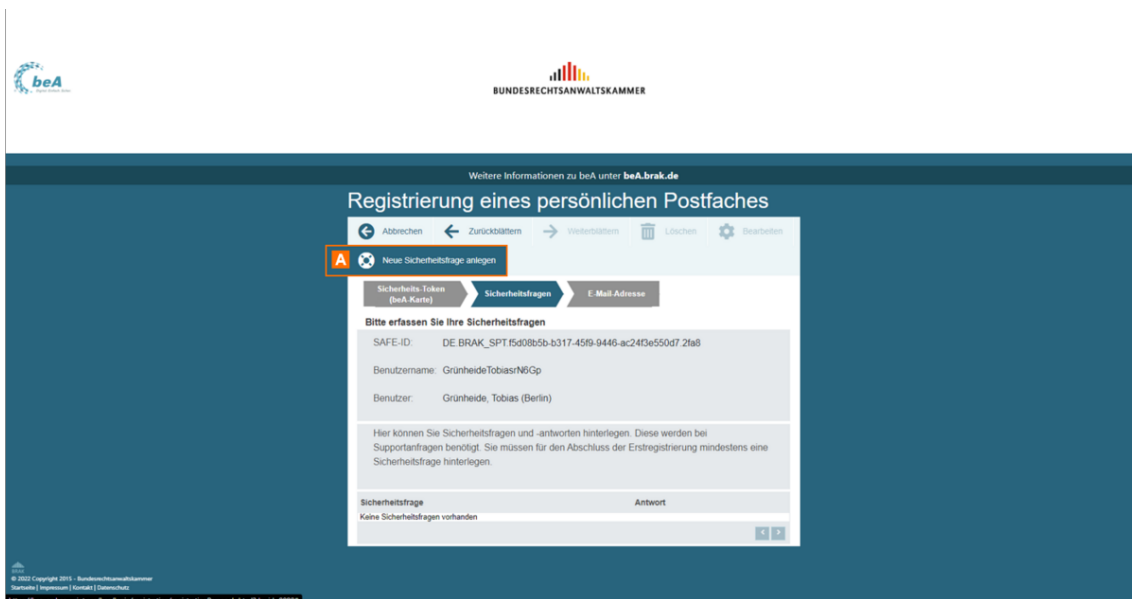 beA
BUNDESRECHTSANWALTSKAMMER
Weitere Informationen zu beA unter beA.brak.de
Registrierung eines persönlichen Postfaches
Abbrechen Zurückblättern Weiterblättern Löschen Bearbeiten
A Neue Sicherheitsfrage anlegen
Sicherheits-Token
(beA-Karte)
Sicherheitsfragen
E-Mail-Adresse
Bitte erfassen Sie Ihre Sicherheitsfragen
SAFE-ID: DE.BRAK_SPT.f5d08b5b-b317-45f9-9446-ac24f3e550d7.2fa8
Benutzername: GrünheideTobiasrN6Gp
Benutzer: Grünheide, Tobias (Berlin)
Hier können Sie Sicherheitsfragen und -antworten hinterlegen. Diese werden bei
Supportanfragen benötigt. Sie müssen für den Abschluss der Erstregistrierung mindestens eine
Sicherheitsfrage hinterlegen.
Sicherheitsfrage Antwort
Keine Sicherheitsfragen vorhanden
© 2022 Copyright 2015 - Bundesrechtsanwaltskammer
Startseite | Impressum | Kontakt | Datenschutz